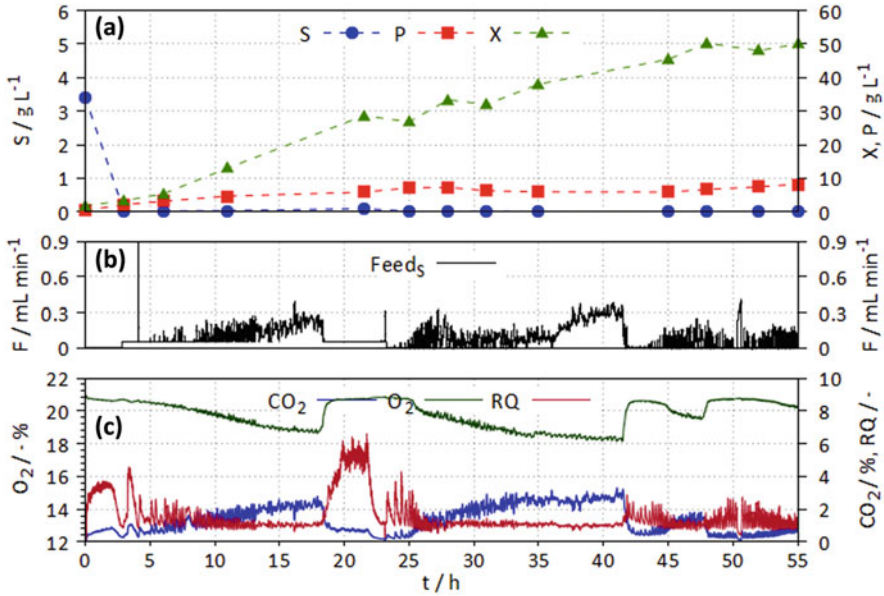 6 (a) S P X 60
5 50
4 40
3 30
2 20
1 10
0 0
S / g L⁻¹
X, P / g L⁻¹
0.9 (b) 0.9
0.6 Feed_S 0.6
0.3 0.3
0 0
F / mL min⁻¹
F / mL min⁻¹
22 10
20 CO₂ O₂ RQ 8
18 (c) 6
16 4
14 2
12 0
O₂ / - %
CO₂ / %, RQ / -
0 5 10 15 20 25 30 35 40 45 50 55
t / h